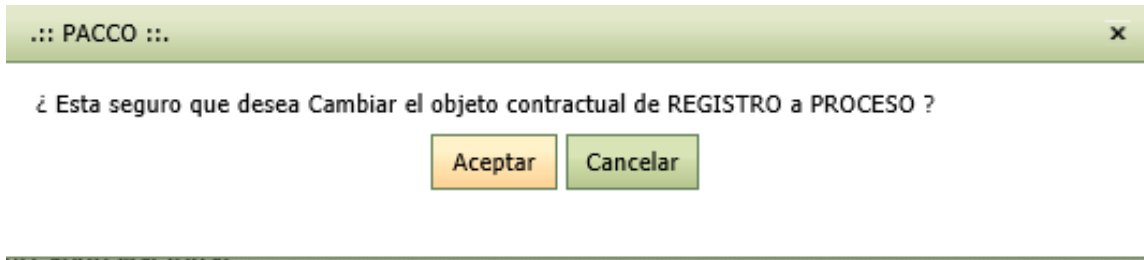 .:: PACCO ::.
x
¿ Esta seguro que desea Cambiar el objeto contractual de REGISTRO a PROCESO ?
Aceptar
Cancelar